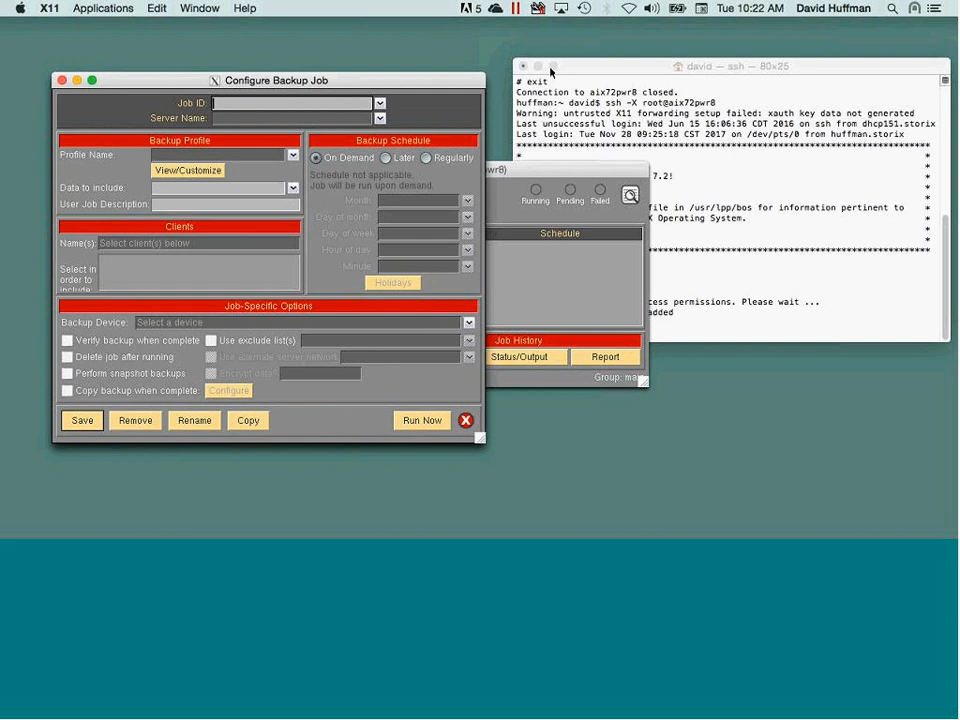 X11 Applications Edit Window Help 5 Tue 10:22 AM David Huffman
Configure Backup Job
Job ID:
Server Name:
Backup Profile
Profile Name:
View/Customize
Data to include:
User Job Description:
Clients
Name(s): Select client(s) below
Select in
order to
include
Backup Schedule
On Demand Later Regularly
Schedule not applicable.
Job will be run upon demand.
Month:
Day of month:
Day of week:
Hour of day:
Minute:
Holidays
Job-Specific Options
Backup Device: Select a device
Verify backup when complete Use exclude list(s)
Delete job after running Use alternate server network
Perform snapshot backups Encrypt data?
Copy backup when complete: Configure
Save Remove Rename Copy Run Now
david — ssh — 80×25
# exit
Connection to aix72pwr8 closed.
huffman:~ david$ ssh -X root@aix72pwr8
Warning: untrusted X11 forwarding setup failed: xauth key data not generated
Last unsuccessful login: Wed Jun 15 16:06:36 CDT 2016 on ssh from dhcp151.storix
Last login: Tue Nov 28 09:25:18 CST 2017 on /dev/pts/0 from huffman.storix
*******************************************************************************
* *
* *
7.2! *
*
*
file in /usr/lpp/bos for information pertinent to *
X Operating System. *
*
*
*******************************************************************************
cess permissions. Please wait ...
added
pwr8)
Running Pending Failed
Schedule
Job History
Status/Output Report
Group: